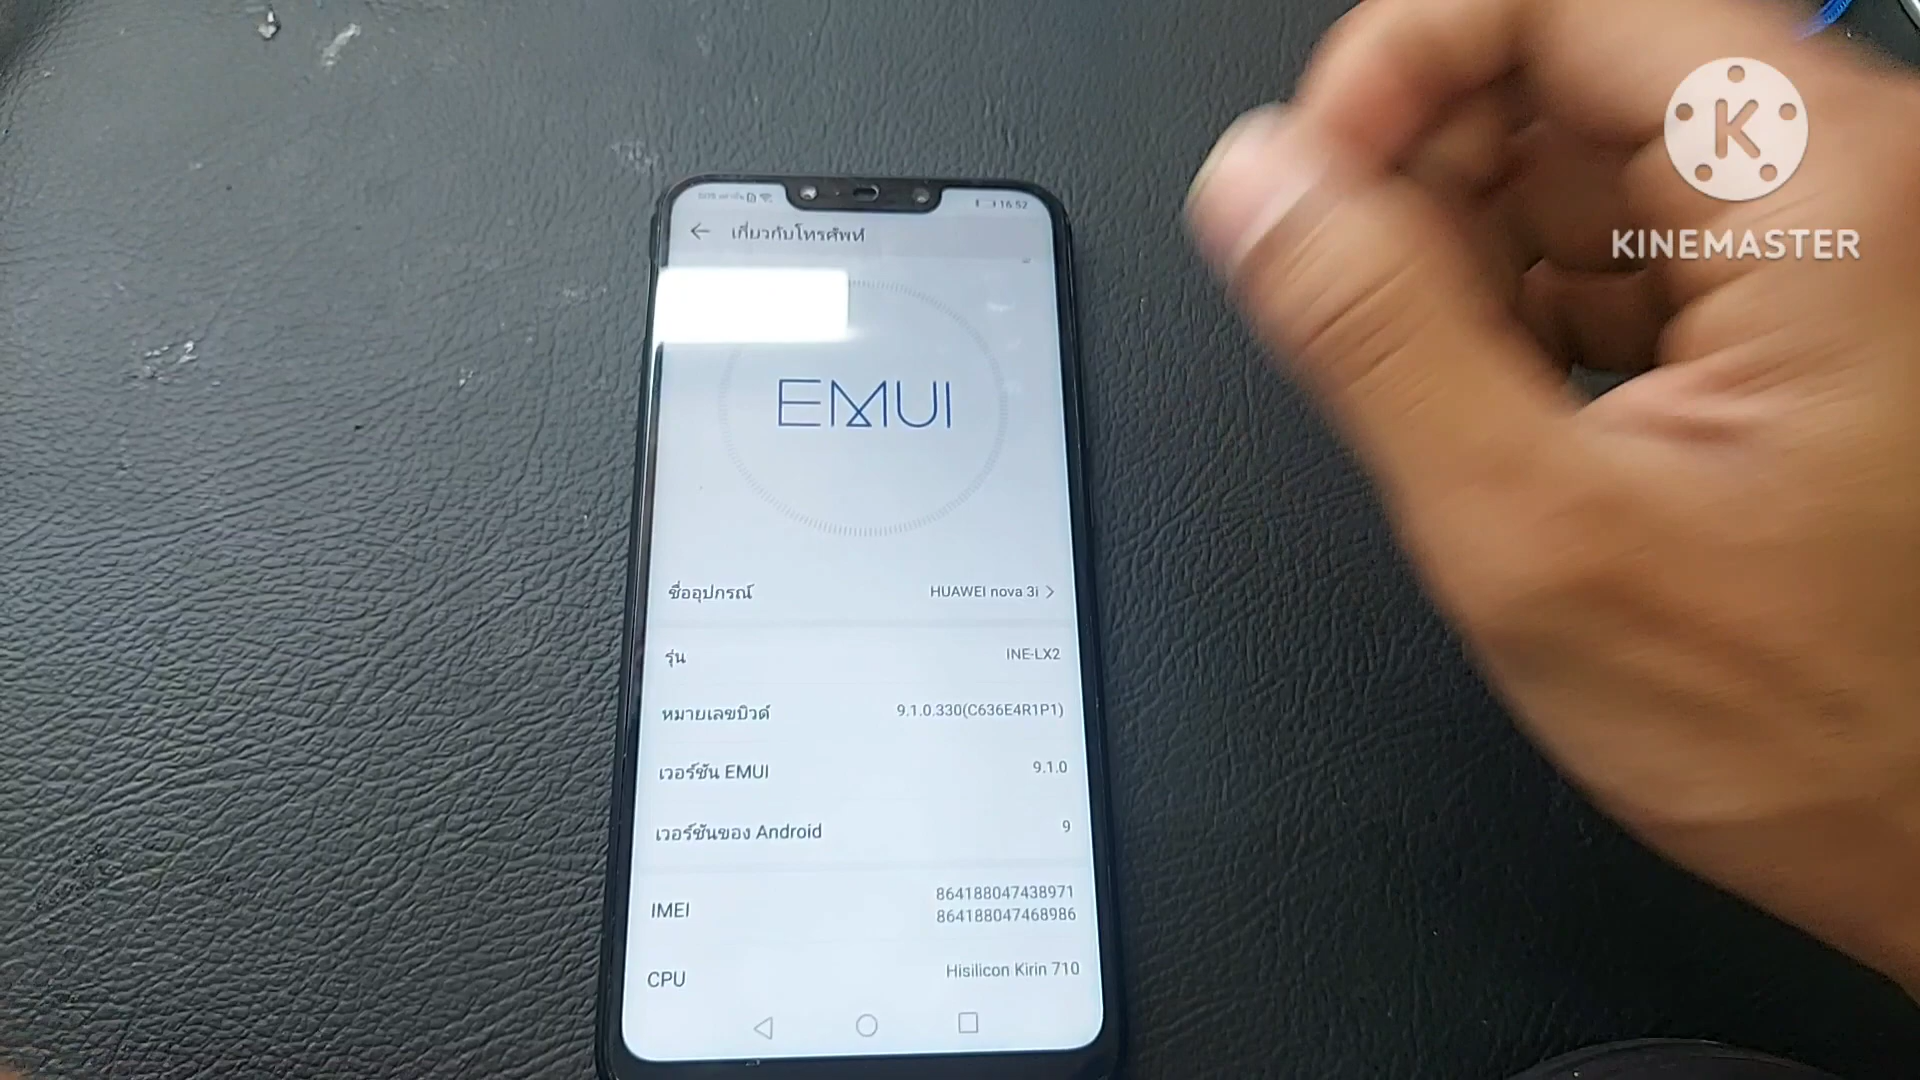 16:52
เกี่ยวกับโทรศัพท์
EMUI
ชื่ออุปกรณ์ HUAWEI nova 3i
รุ่น INE-LX2
หมายเลขบิวด์ 9.1.0.330(C636E4R1P1)
เวอร์ชัน EMUI 9.1.0
เวอร์ชันของ Android 9
IMEI 864188047438971
864188047468986
CPU Hisilicon Kirin 710
K
KINEMASTER